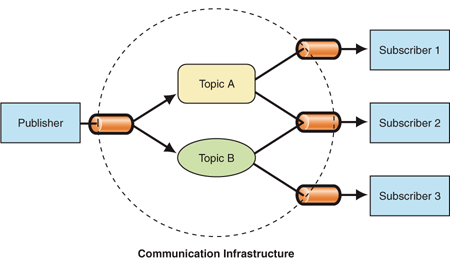 Publisher
Topic A
Topic B
Subscriber 1
Subscriber 2
Subscriber 3
Communication Infrastructure